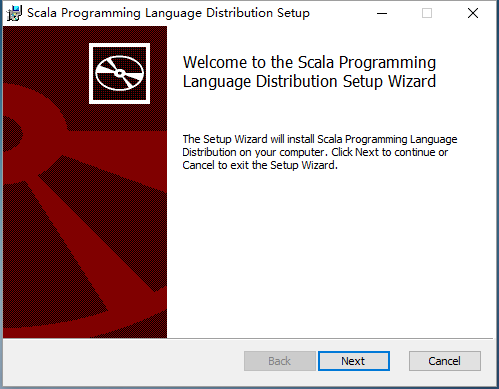 Scala Programming Language Distribution Setup
Welcome to the Scala Programming
Language Distribution Setup Wizard
The Setup Wizard will install Scala Programming Language
Distribution on your computer. Click Next to continue or
Cancel to exit the Setup Wizard.
Back Next Cancel